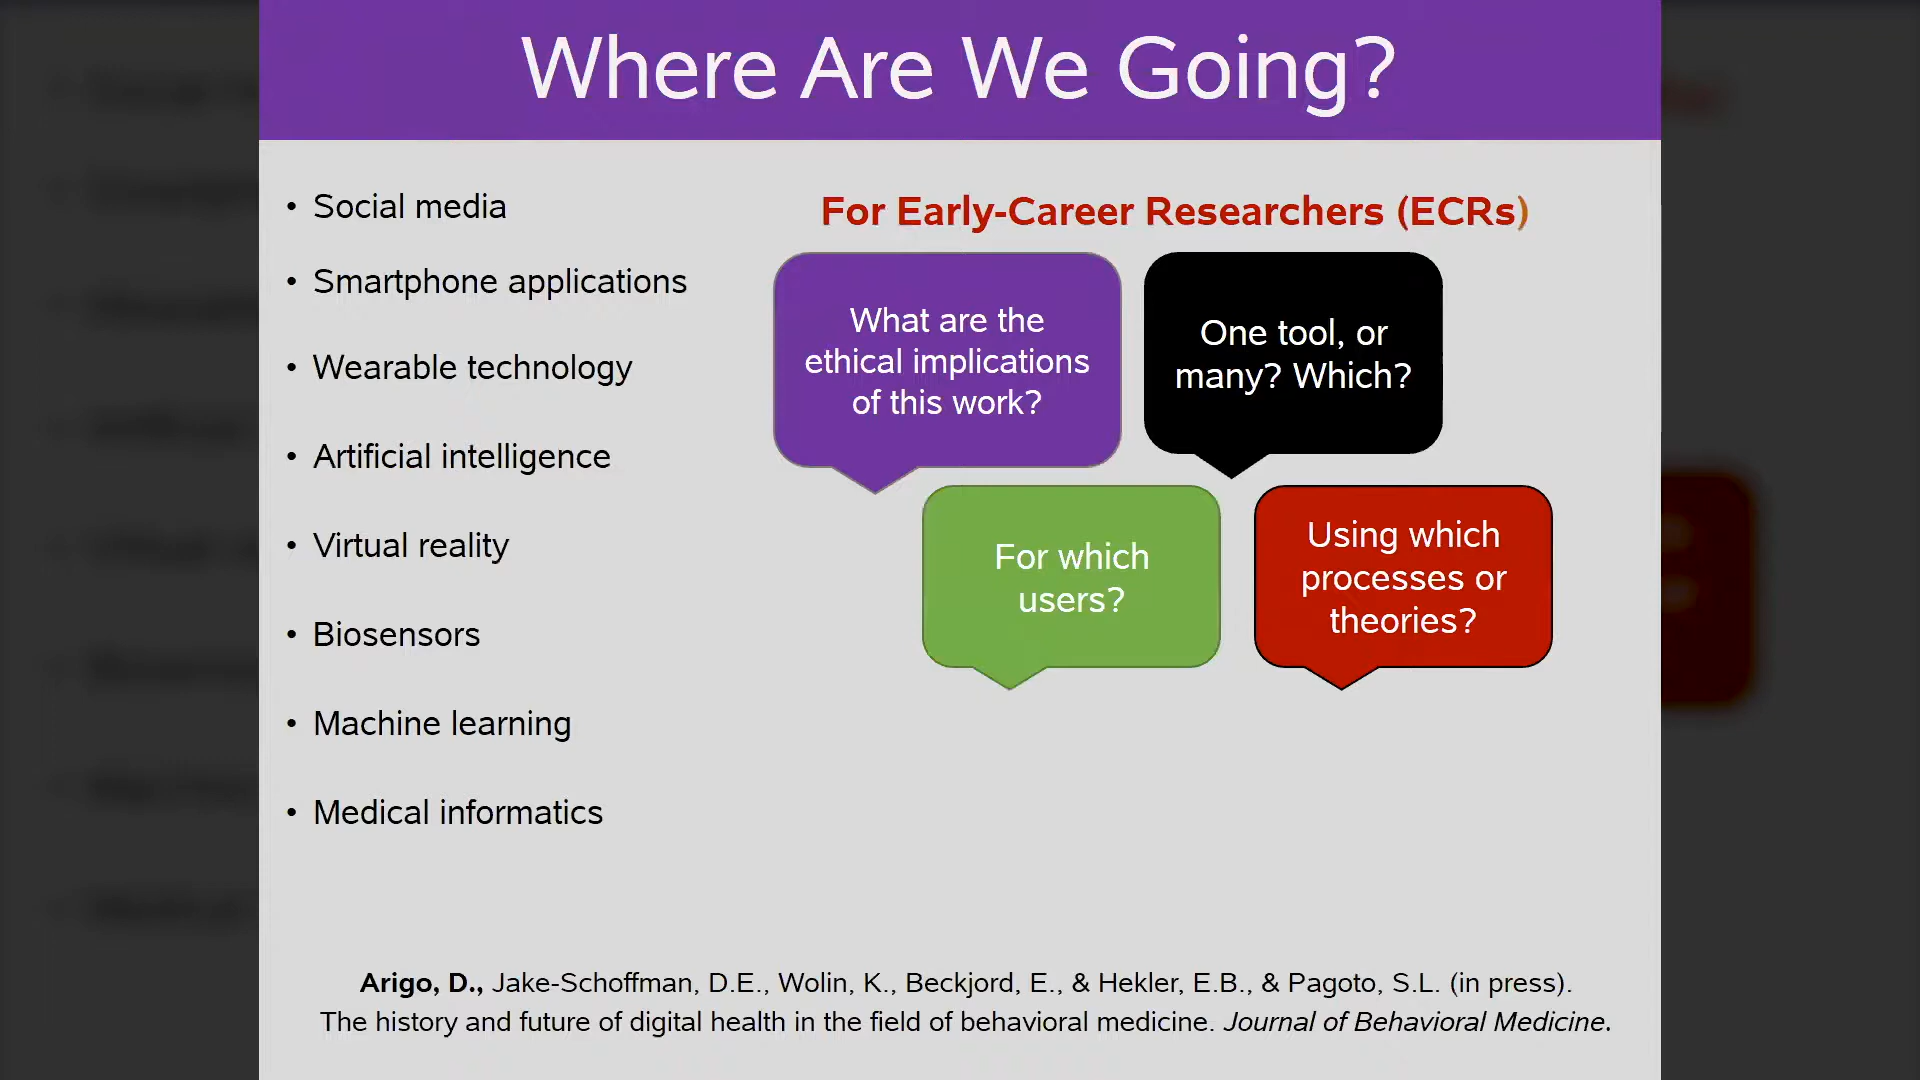 Where Are We Going?
• Social media
• Smartphone applications
• Wearable technology
• Artificial intelligence
• Virtual reality
• Biosensors
• Machine learning
• Medical informatics
For Early-Career Researchers (ECRs)
What are the
ethical implications
of this work?
One tool, or
many? Which?
For which
users?
Using which
processes or
theories?
Arigo, D., Jake-Schoffman, D.E., Wolin, K., Beckjord, E., & Hekler, E.B., & Pagoto, S.L. (in press).
The history and future of digital health in the field of behavioral medicine. Journal of Behavioral Medicine.